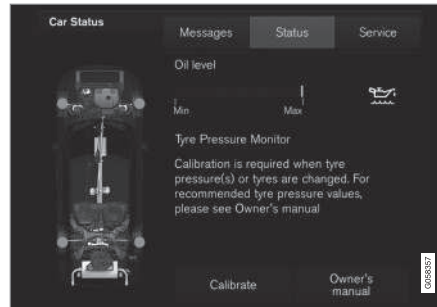 Car Status
Messages
Status
Service
Oil level
Min
Max
Tyre Pressure Monitor
Calibration is required when tyre
pressure(s) or tyres are changed. For
recommended tyre pressure values,
please see Owner's manual
Calibrate
Owner's
manual
G058357